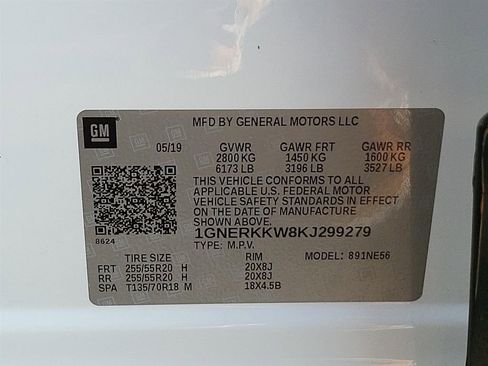 GM
MFD BY GENERAL MOTORS LLC
05/19 GVWR GAWR FRT GAWR RR
2800 KG 1450 KG 1600 KG
6173 LB 3196 LB 3527 LB
THIS VEHICLE CONFORMS TO ALL
APPLICABLE U.S. FEDERAL MOTOR
VEHICLE SAFETY STANDARDS IN EFFECT
ON THE DATE OF MANUFACTURE
SHOWN ABOVE.
8624 1GNERKKW8KJ299279
TYPE: M.P.V.
TIRE SIZE RIM MODEL: 891NE56
FRT 255/55R20 H 20X8J
RR 255/55R20 H 20X8J
SPA T135/70R18 M 18X4.5B